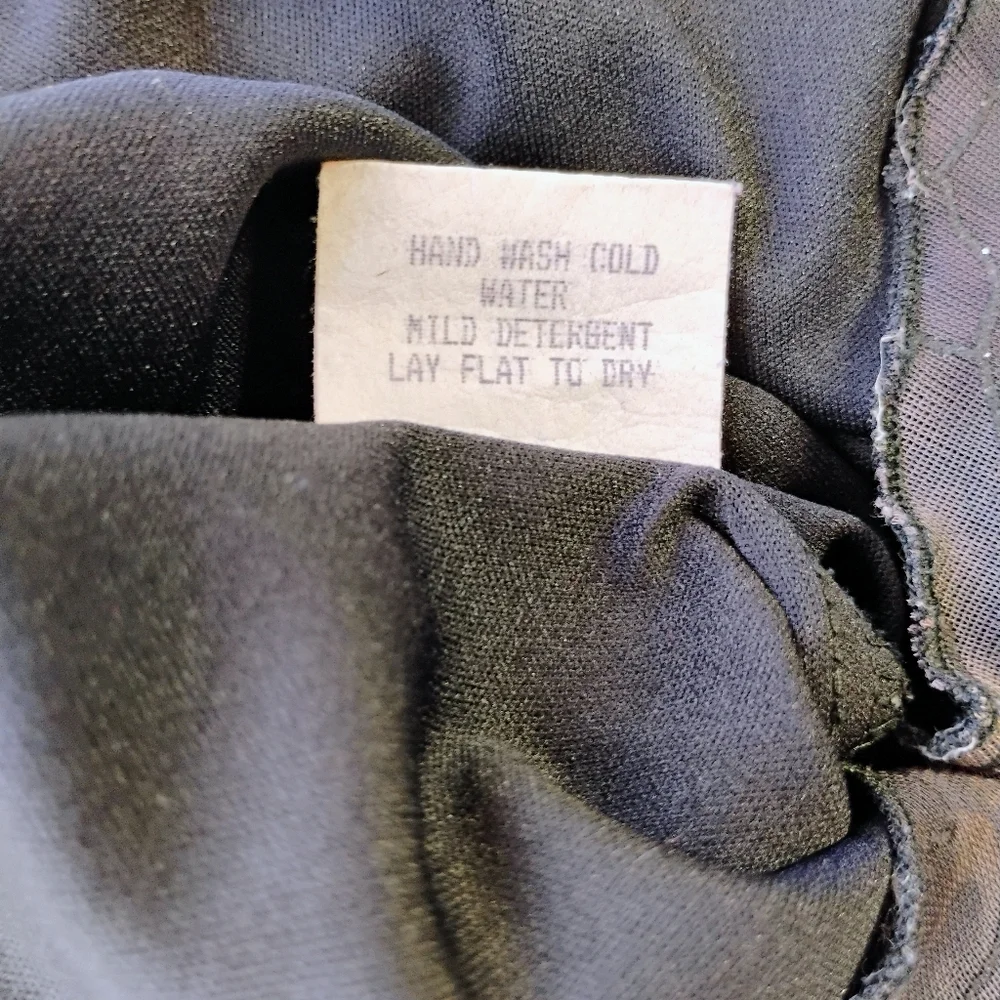 HAND WASH COLD
WATER
MILD DETERGENT
LAY FLAT TO DRY